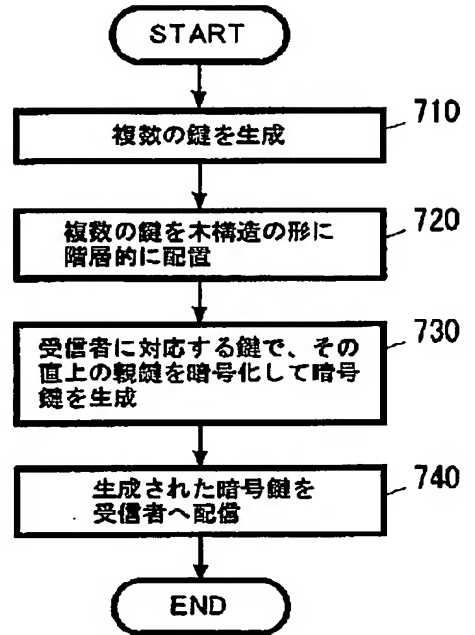 START
710
複数の鍵を生成
720
複数の鍵を木構造の形に
階層的に配置
730
受信者に対応する鍵で、その
直上の親鍵を暗号化して暗号
鍵を生成
740
生成された暗号鍵を
受信者へ配信
END